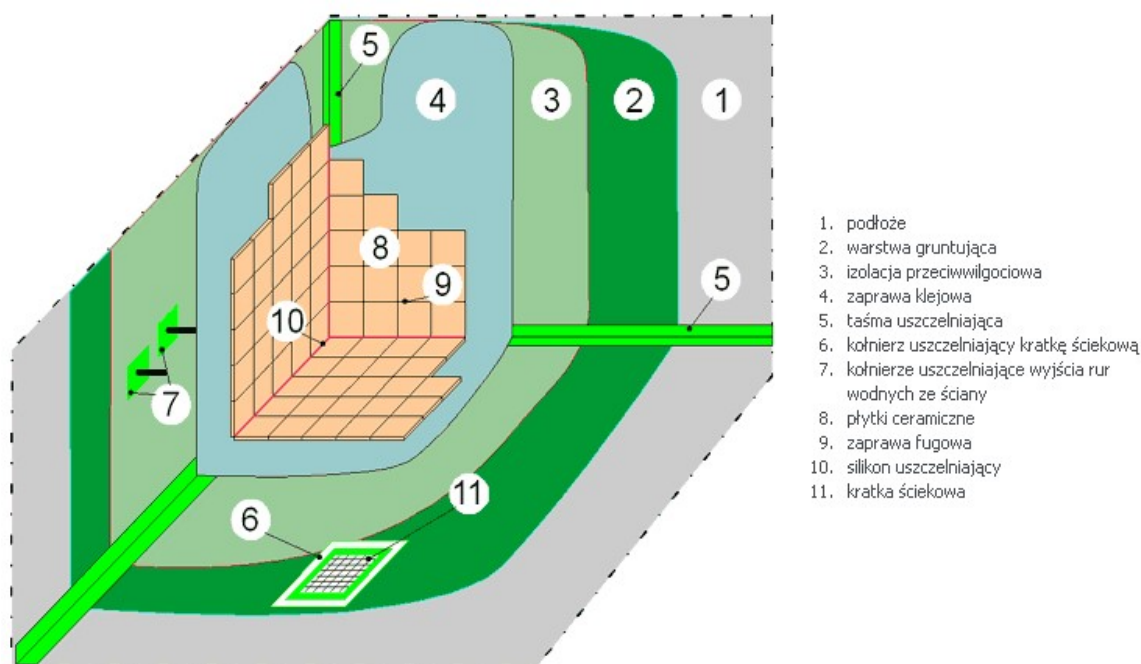 5
4
3
2
1
8
9
5
10
7
11
6
1. podłoże
2. warstwa gruntująca
3. izolacja przeciwwilgociowa
4. zaprawa klejowa
5. taśma uszczelniająca
6. kołnierz uszczelniający kratkę ściekową
7. kołnierze uszczelniające wyjścia rur
wodnych ze ściany
8. płytki ceramiczne
9. zaprawa fugowa
10. silikon uszczelniający
11. kratka ściekowa